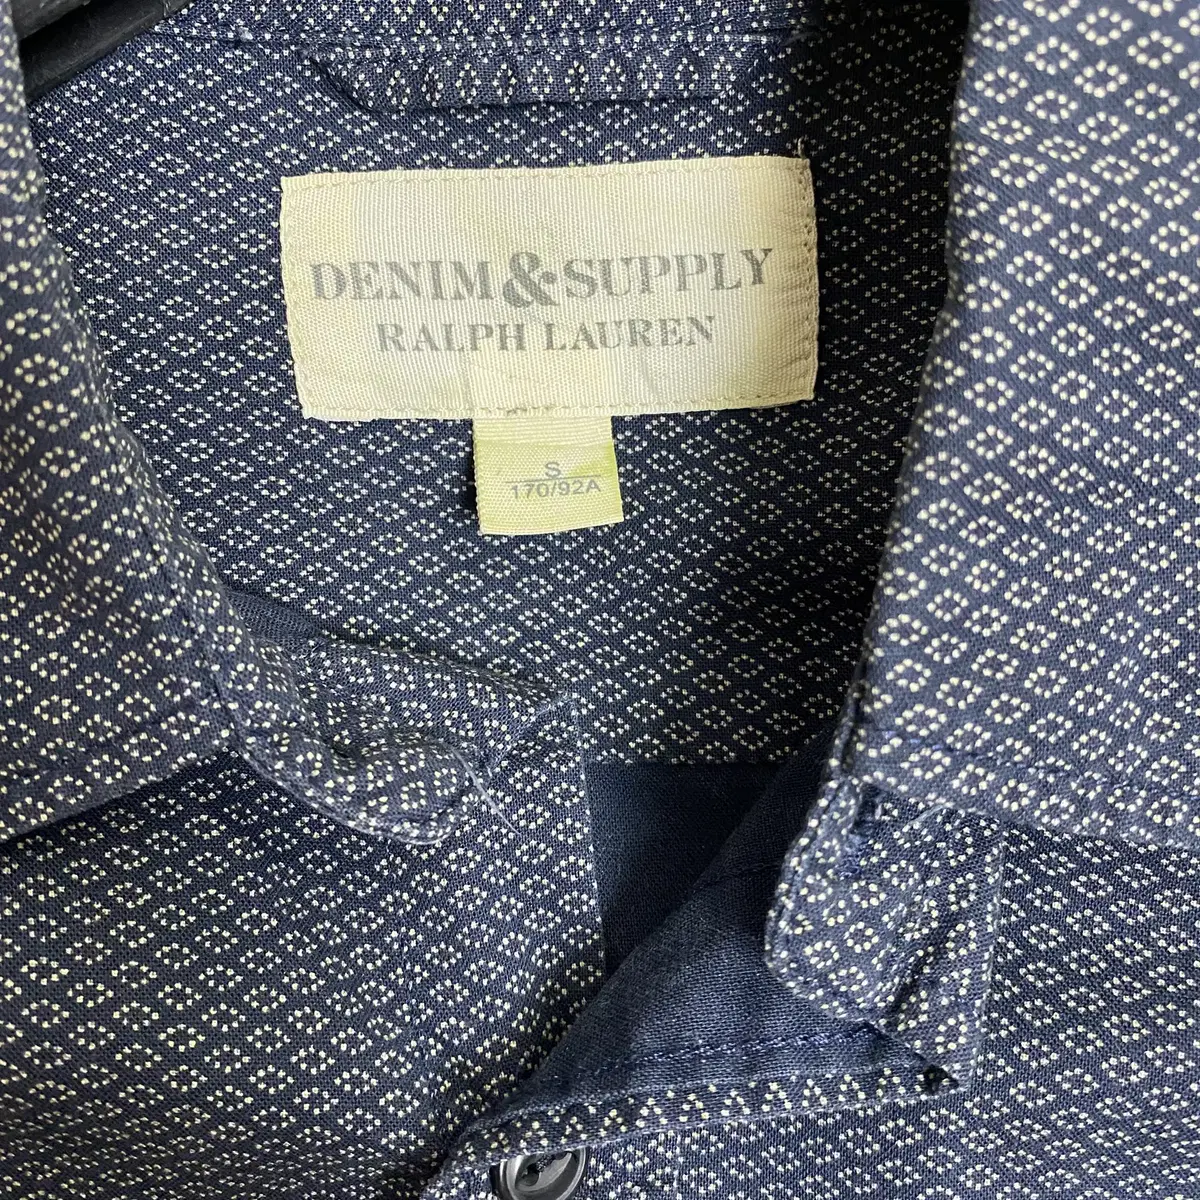 DENIM & SUPPLY
RALPH LAUREN
S
170/92A